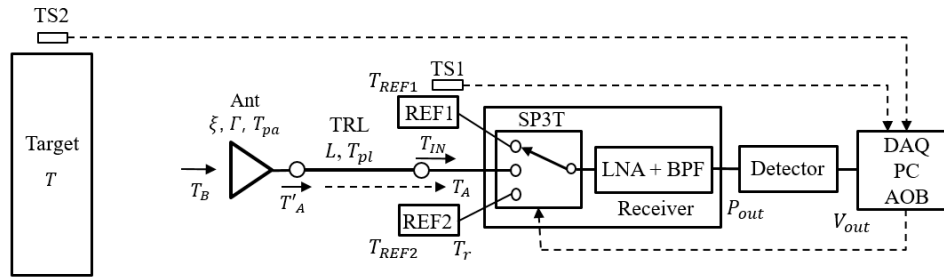 TS2
TS1
T_REF1
REF1
SP3T
Ant
ξ, Γ, T_pa
TRL
L, T_pl
T_IN
Target
T
T_B
T'_A
T_A
LNA + BPF
Receiver
Detector
DAQ
PC
AOB
P_out
V_out
REF2
T_REF2
T_r